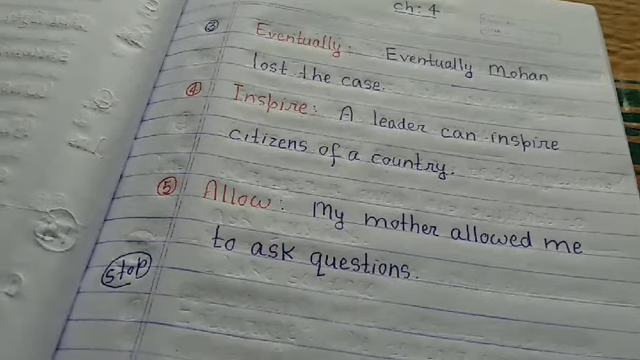 ch: 4
③ Eventually: Eventually Mohan
lost the case.
④ Inspire: A leader can inspire
citizens of a country.
⑤ Allow: My mother allowed me
to ask questions.
stop